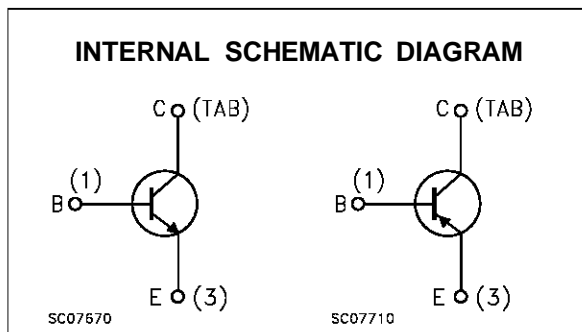 INTERNAL SCHEMATIC DIAGRAM
C (TAB) C (TAB)
(1) (1)
B B
E (3) E (3)
SC07670 SC07710